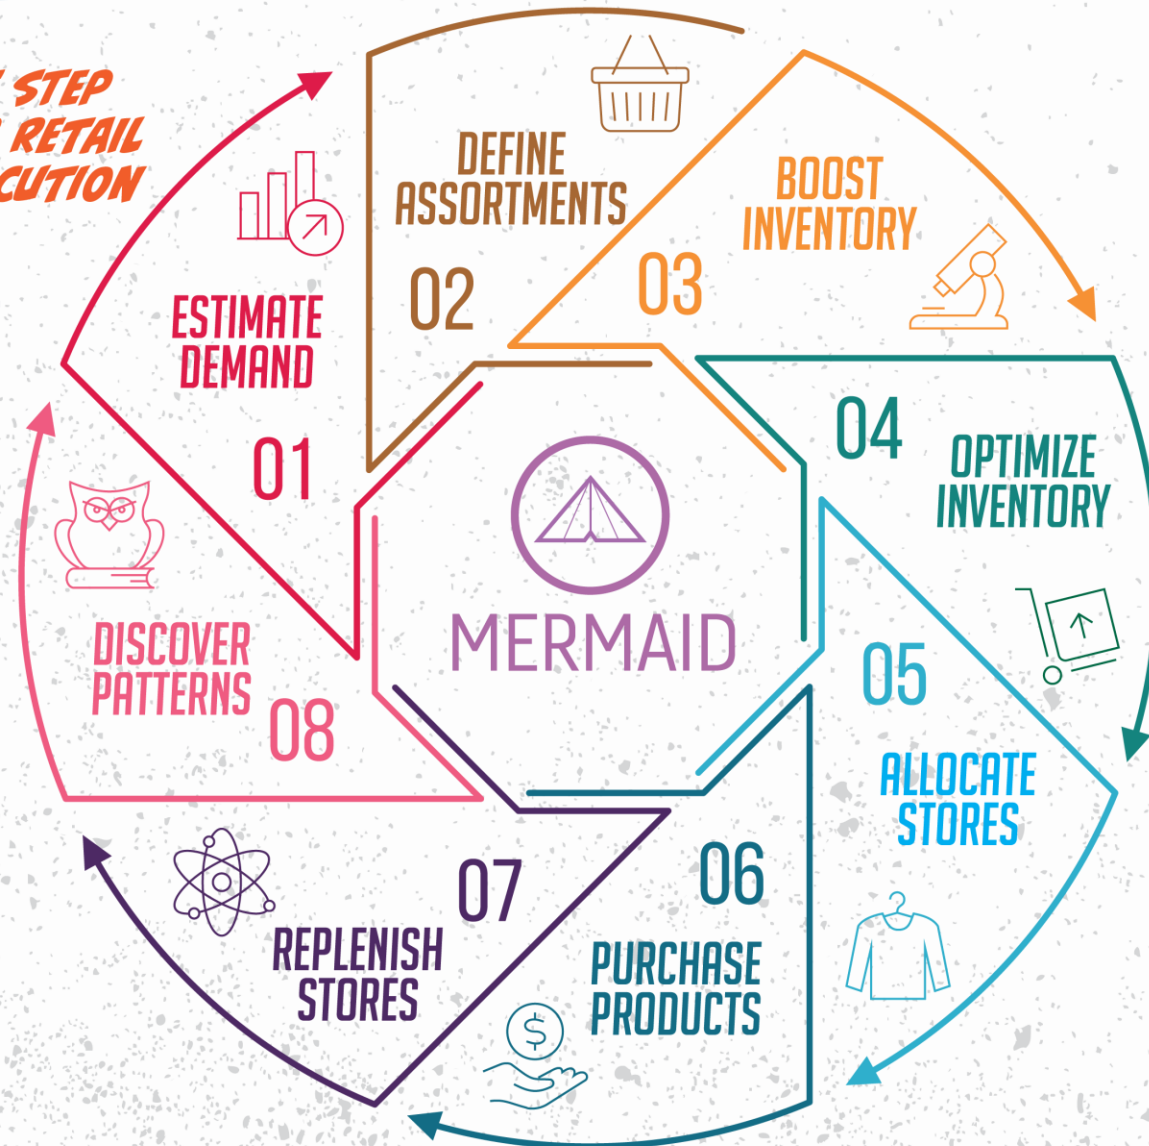 STEP
RETAIL
DEFINE
ASSORTMENTS
02
BOOST
INVENTORY
03
ESTIMATE
DEMAND
01
04
OPTIMIZE
INVENTORY
MERMAID
DISCOVER
PATTERNS
08
05
ALLOCATE
STORES
07
REPLENISH
STORES
06
PURCHASE
PRODUCTS
$